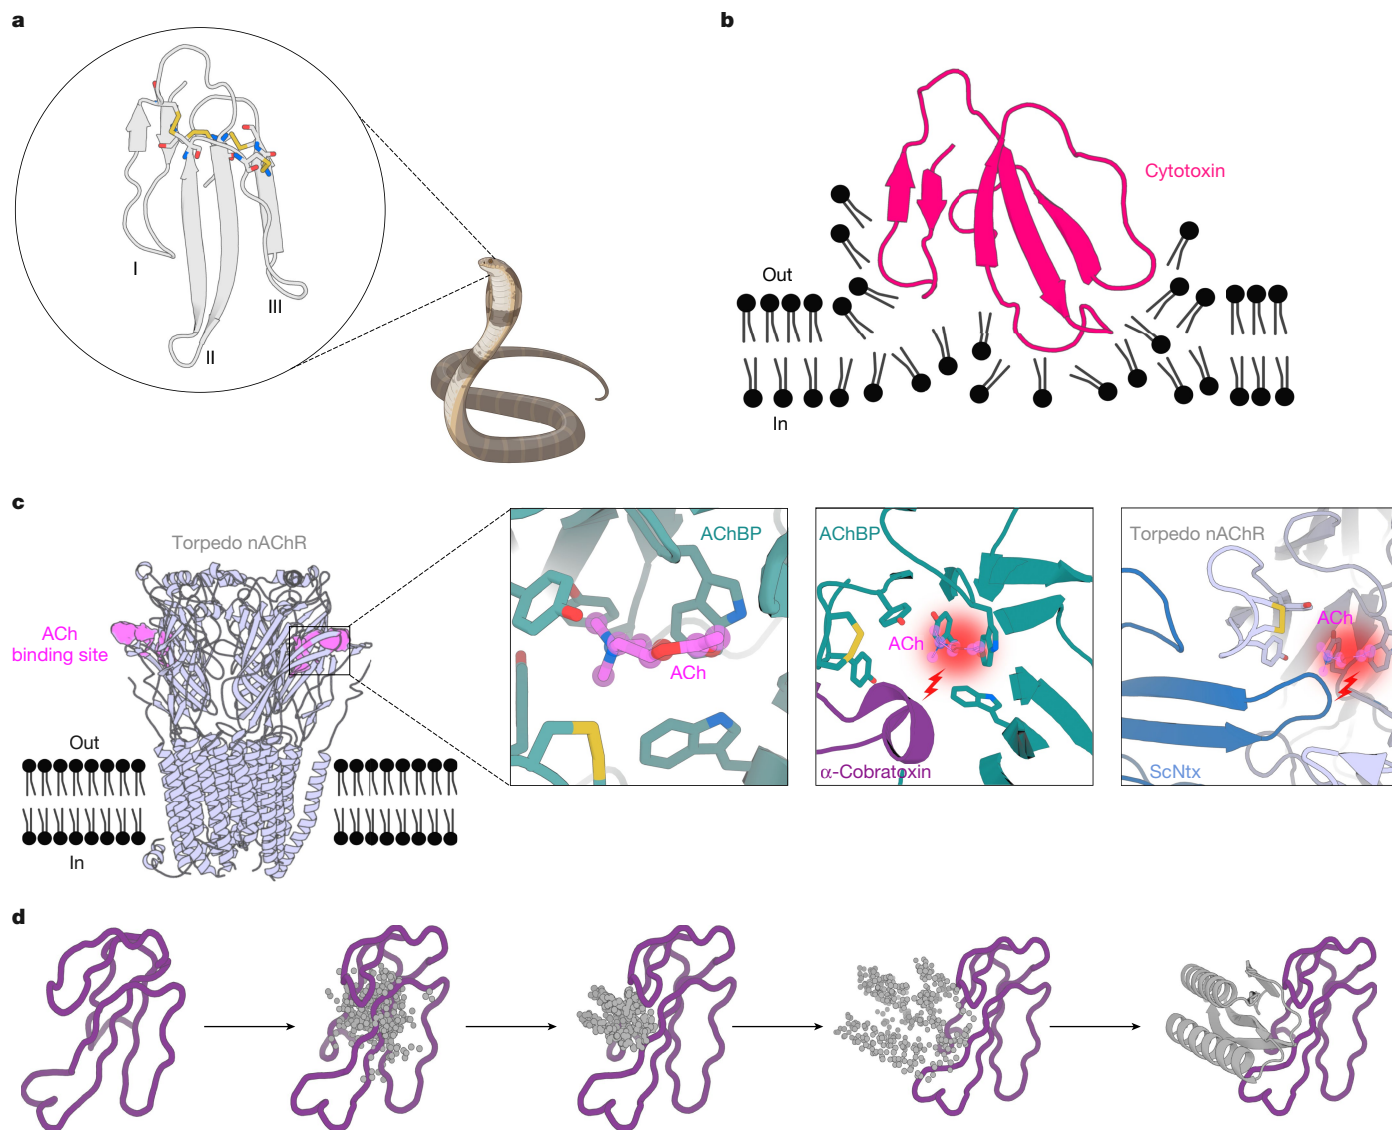 a
I
II
III
b
Cytotoxin
Out
In
c
Torpedo nAChR
ACh
binding site
Out
In
AChBP
ACh
AChBP
ACh
α-Cobratoxin
Torpedo nAChR
ACh
ScNtx
d